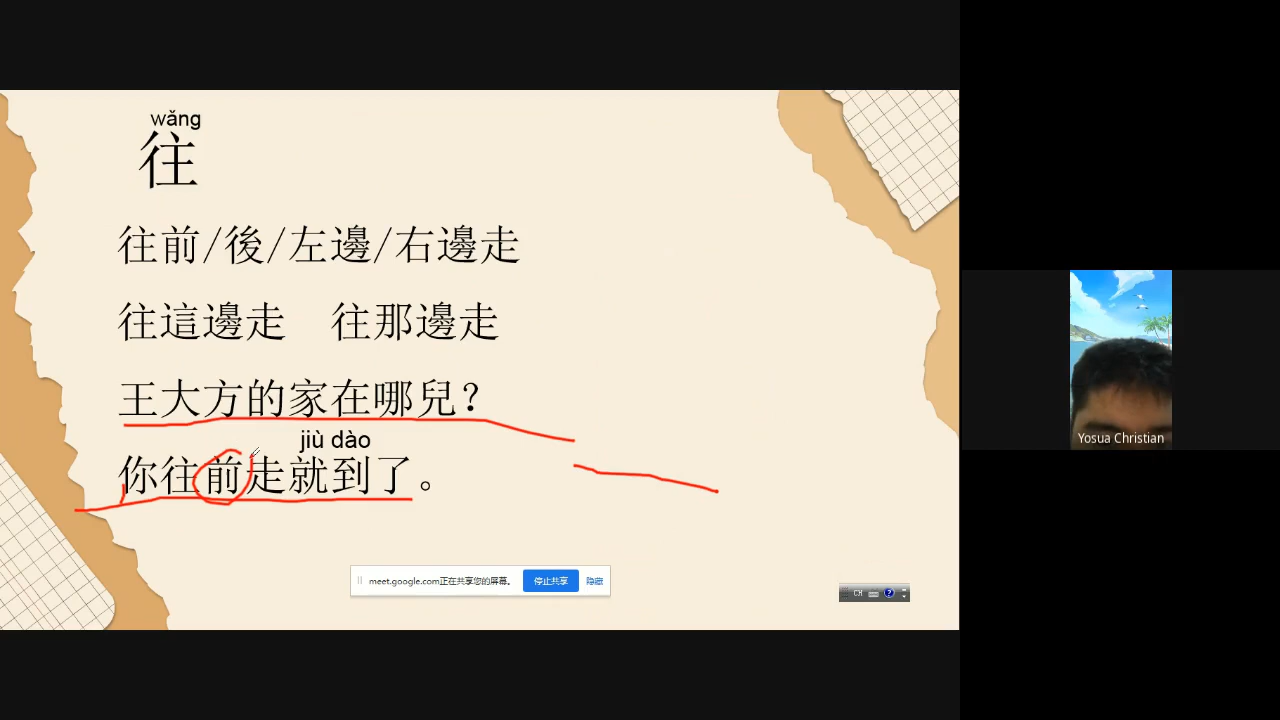 wǎng
往
往前/後/左邊/右邊走
往這邊走 往那邊走
王大方的家在哪兒?
jiù dào
你往前走就到了。
meet.google.com正在共享您的屏幕。 停止共享 隐藏
CH
Yosua Christian